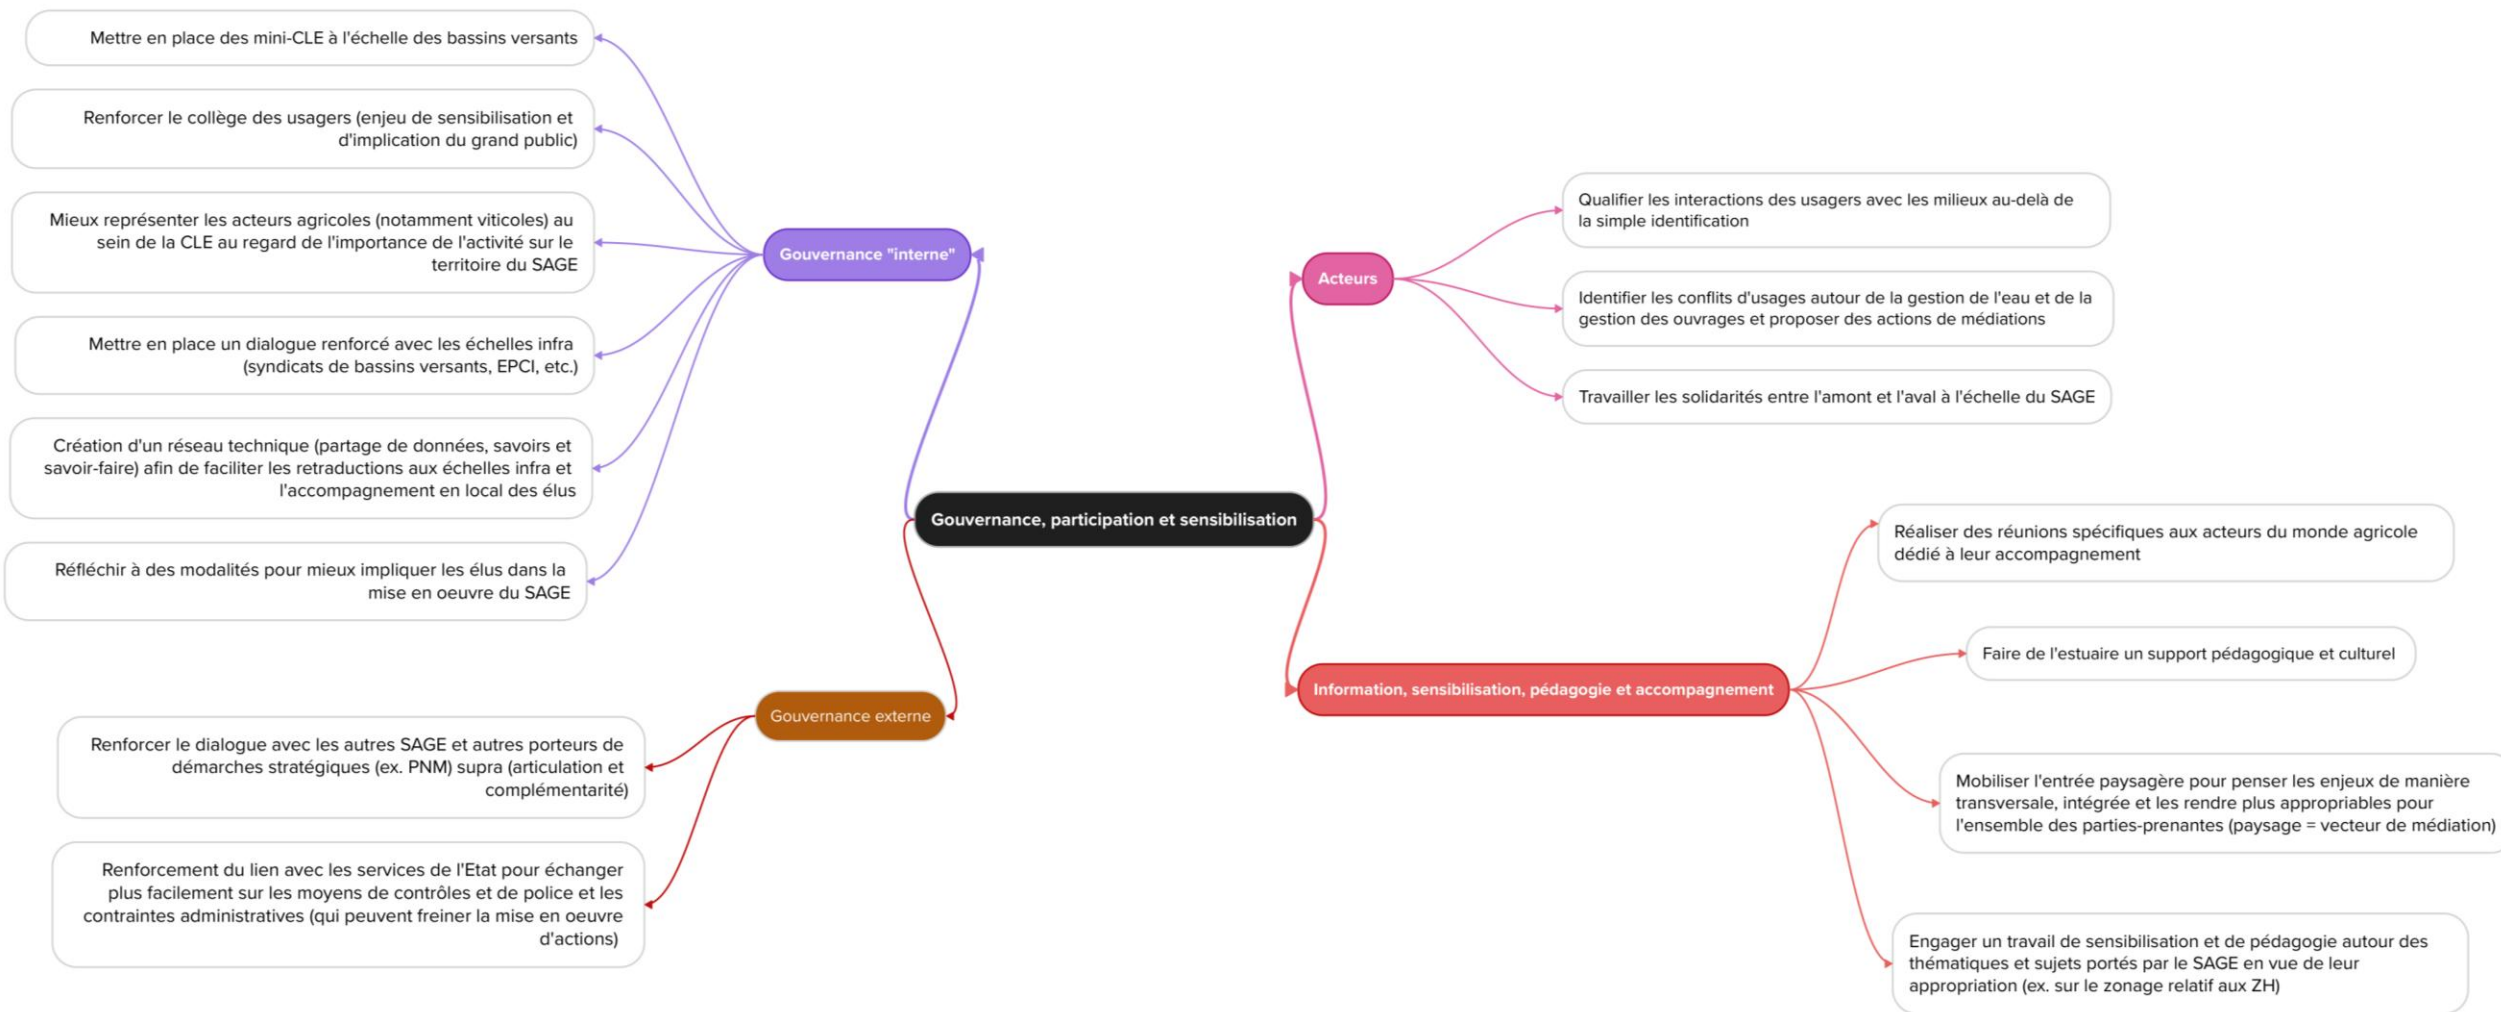 Mettre en place des mini-CLE à l'échelle des bassins versants
Renforcer le collège des usagers (enjeu de sensibilisation et
d'implication du grand public)
Mieux représenter les acteurs agricoles (notamment viticoles) au
sein de la CLE au regard de l'importance de l'activité sur le
territoire du SAGE
Mettre en place un dialogue renforcé avec les échelles infra
(syndicats de bassins versants, EPCI, etc.)
Création d'un réseau technique (partage de données, savoirs et
savoir-faire) afin de faciliter les retraductions aux échelles infra et
l'accompagnement en local des élus
Réfléchir à des modalités pour mieux impliquer les élus dans la
mise en oeuvre du SAGE
Gouvernance "interne"
Gouvernance externe
Renforcer le dialogue avec les autres SAGE et autres porteurs de
démarches stratégiques (ex. PNM) supra (articulation et
complémentarité)
Renforcement du lien avec les services de l'Etat pour échanger
plus facilement sur les moyens de contrôles et de police et les
contraintes administratives (qui peuvent freiner la mise en oeuvre
d'actions)
Gouvernance, participation et sensibilisation
Acteurs
Qualifier les interactions des usagers avec les milieux au-delà de
la simple identification
Identifier les conflits d'usages autour de la gestion de l'eau et de la
gestion des ouvrages et proposer des actions de médiations
Travailler les solidarités entre l'amont et l'aval à l'échelle du SAGE
Information, sensibilisation, pédagogie et accompagnement
Réaliser des réunions spécifiques aux acteurs du monde agricole
dédié à leur accompagnement
Faire de l'estuaire un support pédagogique et culturel
Mobiliser l'entrée paysagère pour penser les enjeux de manière
transversale, intégrée et les rendre plus appropriables pour
l'ensemble des parties-prenantes (paysage = vecteur de médiation)
Engager un travail de sensibilisation et de pédagogie autour des
thématiques et sujets portés par le SAGE en vue de leur
appropriation (ex. sur le zonage relatif aux ZH)